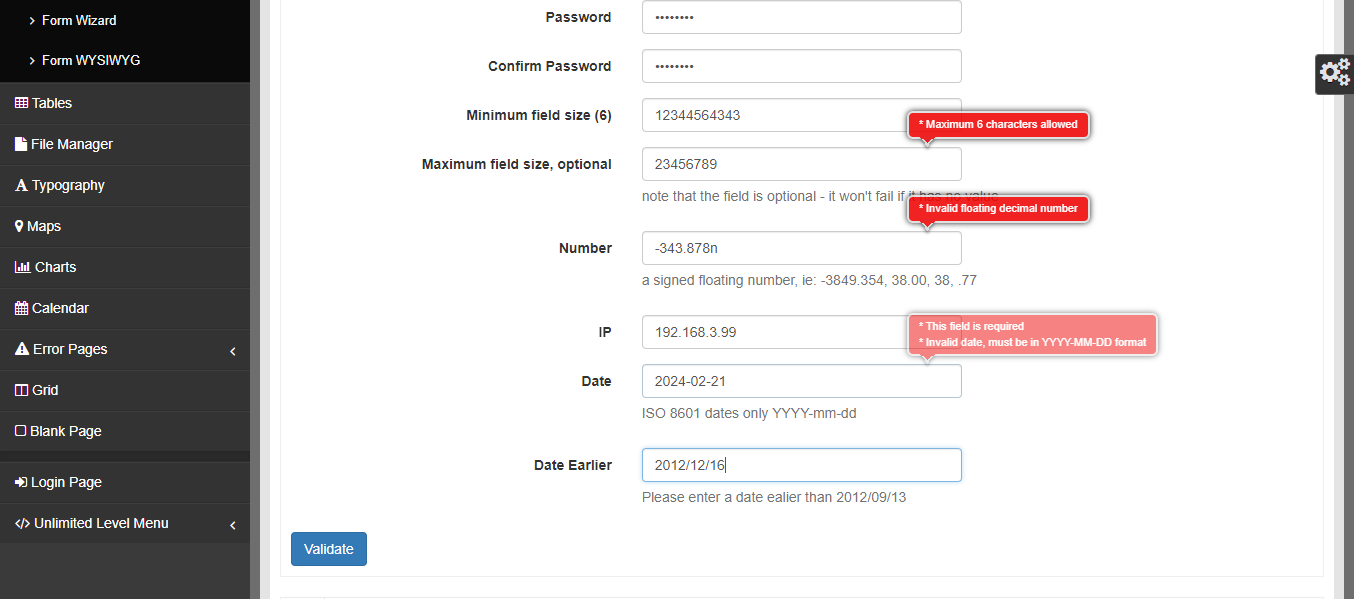 Form Wizard
Form WYSIWYG
Tables
File Manager
Typography
Maps
Charts
Calendar
Error Pages
Grid
Blank Page
Login Page
Unlimited Level Menu
Password ••••••••
Confirm Password ••••••••
Minimum field size (6) 12344564343
* Maximum 6 characters allowed
Maximum field size, optional 23456789
note that the field is optional - it won't fail if it has no value
* Invalid floating decimal number
Number -343.878n
a signed floating number, ie: -3849.354, 38.00, 38, .77
IP 192.168.3.99
* This field is required
* Invalid date, must be in YYYY-MM-DD format
Date 2024-02-21
ISO 8601 dates only YYYY-mm-dd
Date Earlier 2012/12/16
Please enter a date ealier than 2012/09/13
Validate